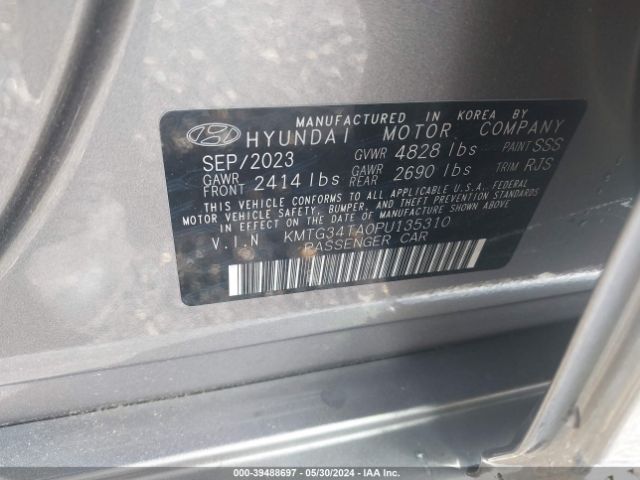 MANUFACTURED IN KOREA BY
HYUNDAI MOTOR COMPANY
SEP/2023 GVWR 4828 lbs PAINT SSS
GAWR FRONT 2414 lbs GAWR REAR 2690 lbs TRIM RJS
THIS VEHICLE CONFORMS TO ALL APPLICABLE U.S.A. FEDERAL
MOTOR VEHICLE SAFETY, BUMPER, AND THEFT PREVENTION STANDARDS
IN EFFECT ON THE DATE OF MANUFACTURE SHOWN ABOVE.
V.I.N KMTG34TA0PU135310
PASSENGER CAR
000-39488697 - 05/30/2024 - IAA Inc.